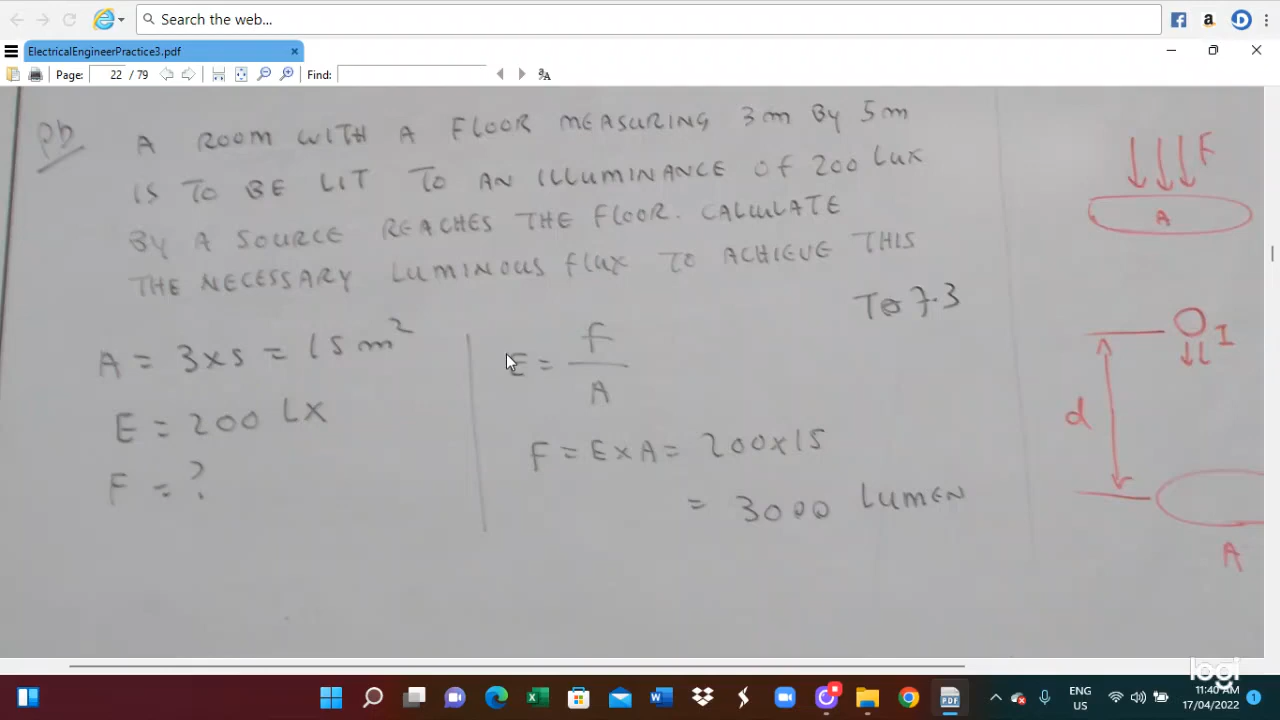 Search the web...
ElectricalEngineerPractice3.pdf
Page: 22 / 79 Find:
Pb
A ROOM WITH A FLOOR MEASURING 3m By 5m
IS TO BE LIT TO AN ILLUMINANCE Of 200 Lux
BY A SOURCE REACHES THE FLOOR. CALCULATE
THE NECESSARY LUMINOUS flUX TO ACHIEVE THIS
7.3
A = 3x5 = 15 m²
E = 200 LX
F = ?
E = F / A
F = E x A = 200x15
= 3000 LUMEN
F
A
I
d
A
logi
ENG
US
11:40 AM
17/04/2022